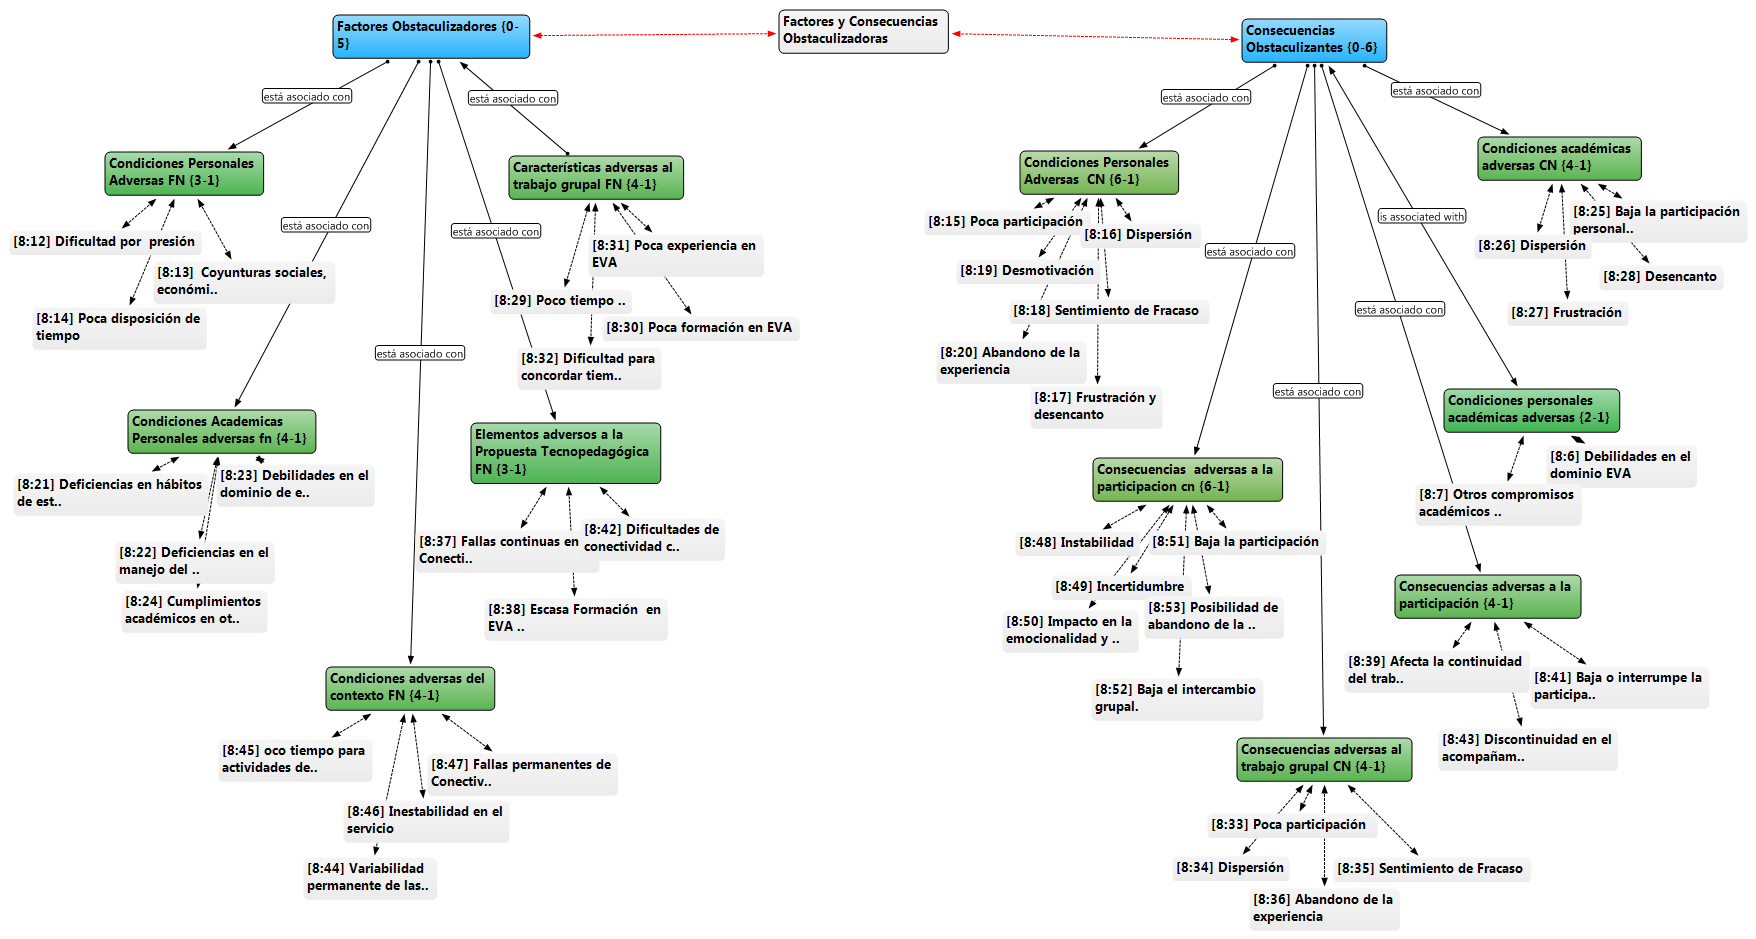 Factores Obstaculizadores {0-
5}
Factores y Consecuencias
Obstaculizadoras
Consecuencias
Obstaculizantes {0-6}
está asociado con
está asociado con
está asociado con
está asociado con
Condiciones Personales
Adversas FN {3-1}
Características adversas al
trabajo grupal FN {4-1}
Condiciones Personales
Adversas  CN {6-1}
Condiciones académicas
adversas CN {4-1}
está asociado con
está asociado con
is associated with
está asociado con
[8:12] Dificultad por  presión
[8:13]  Coyunturas sociales,
económi..
[8:14] Poca disposición de
tiempo
[8:31] Poca experiencia en
EVA
[8:29] Poco tiempo ..
[8:30] Poca formación en EVA
[8:32] Dificultad para
concordar tiem..
[8:15] Poca participación
[8:16] Dispersión
[8:19] Desmotivación
[8:18] Sentimiento de Fracaso
[8:20] Abandono de la
experiencia
[8:17] Frustración y
desencanto
[8:25] Baja la participación
personal..
[8:26] Dispersión
[8:28] Desencanto
[8:27] Frustración
está asociado con
está asociado con
está asociado con
Condiciones Academicas
Personales adversas fn {4-1}
Elementos adversos a la
Propuesta Tecnopedagógica
FN {3-1}
Condiciones personales
académicas adversas {2-1}
[8:21] Deficiencias en hábitos
de est..
[8:23] Debilidades en el
dominio de e..
[8:22] Deficiencias en el
manejo del ..
[8:24] Cumplimientos
académicos en ot..
[8:37] Fallas continuas en
Conecti..
[8:42] Dificultades de
conectividad c..
[8:38] Escasa Formación  en
EVA ..
Consecuencias  adversas a la
participacion cn {6-1}
[8:6] Debilidades en el
dominio EVA
[8:7] Otros compromisos
académicos ..
[8:48] Instabilidad
[8:51] Baja la participación
[8:49] Incertidumbre
[8:53] Posibilidad de
abandono de la ..
[8:50] Impacto en la
emocionalidad y ..
[8:52] Baja el intercambio
grupal.
Consecuencias adversas a la
participación {4-1}
[8:39] Afecta la continuidad
del trab..
[8:41] Baja o interrumpe la
participa..
[8:43] Discontinuidad en el
acompañam..
Condiciones adversas del
contexto FN {4-1}
[8:45] oco tiempo para
actividades de..
[8:47] Fallas permanentes de
Conectiv..
[8:46] Inestabilidad en el
servicio
[8:44] Variabilidad
permanente de las..
Consecuencias adversas al
trabajo grupal CN {4-1}
[8:33] Poca participación
[8:34] Dispersión
[8:35] Sentimiento de Fracaso
[8:36] Abandono de la
experiencia